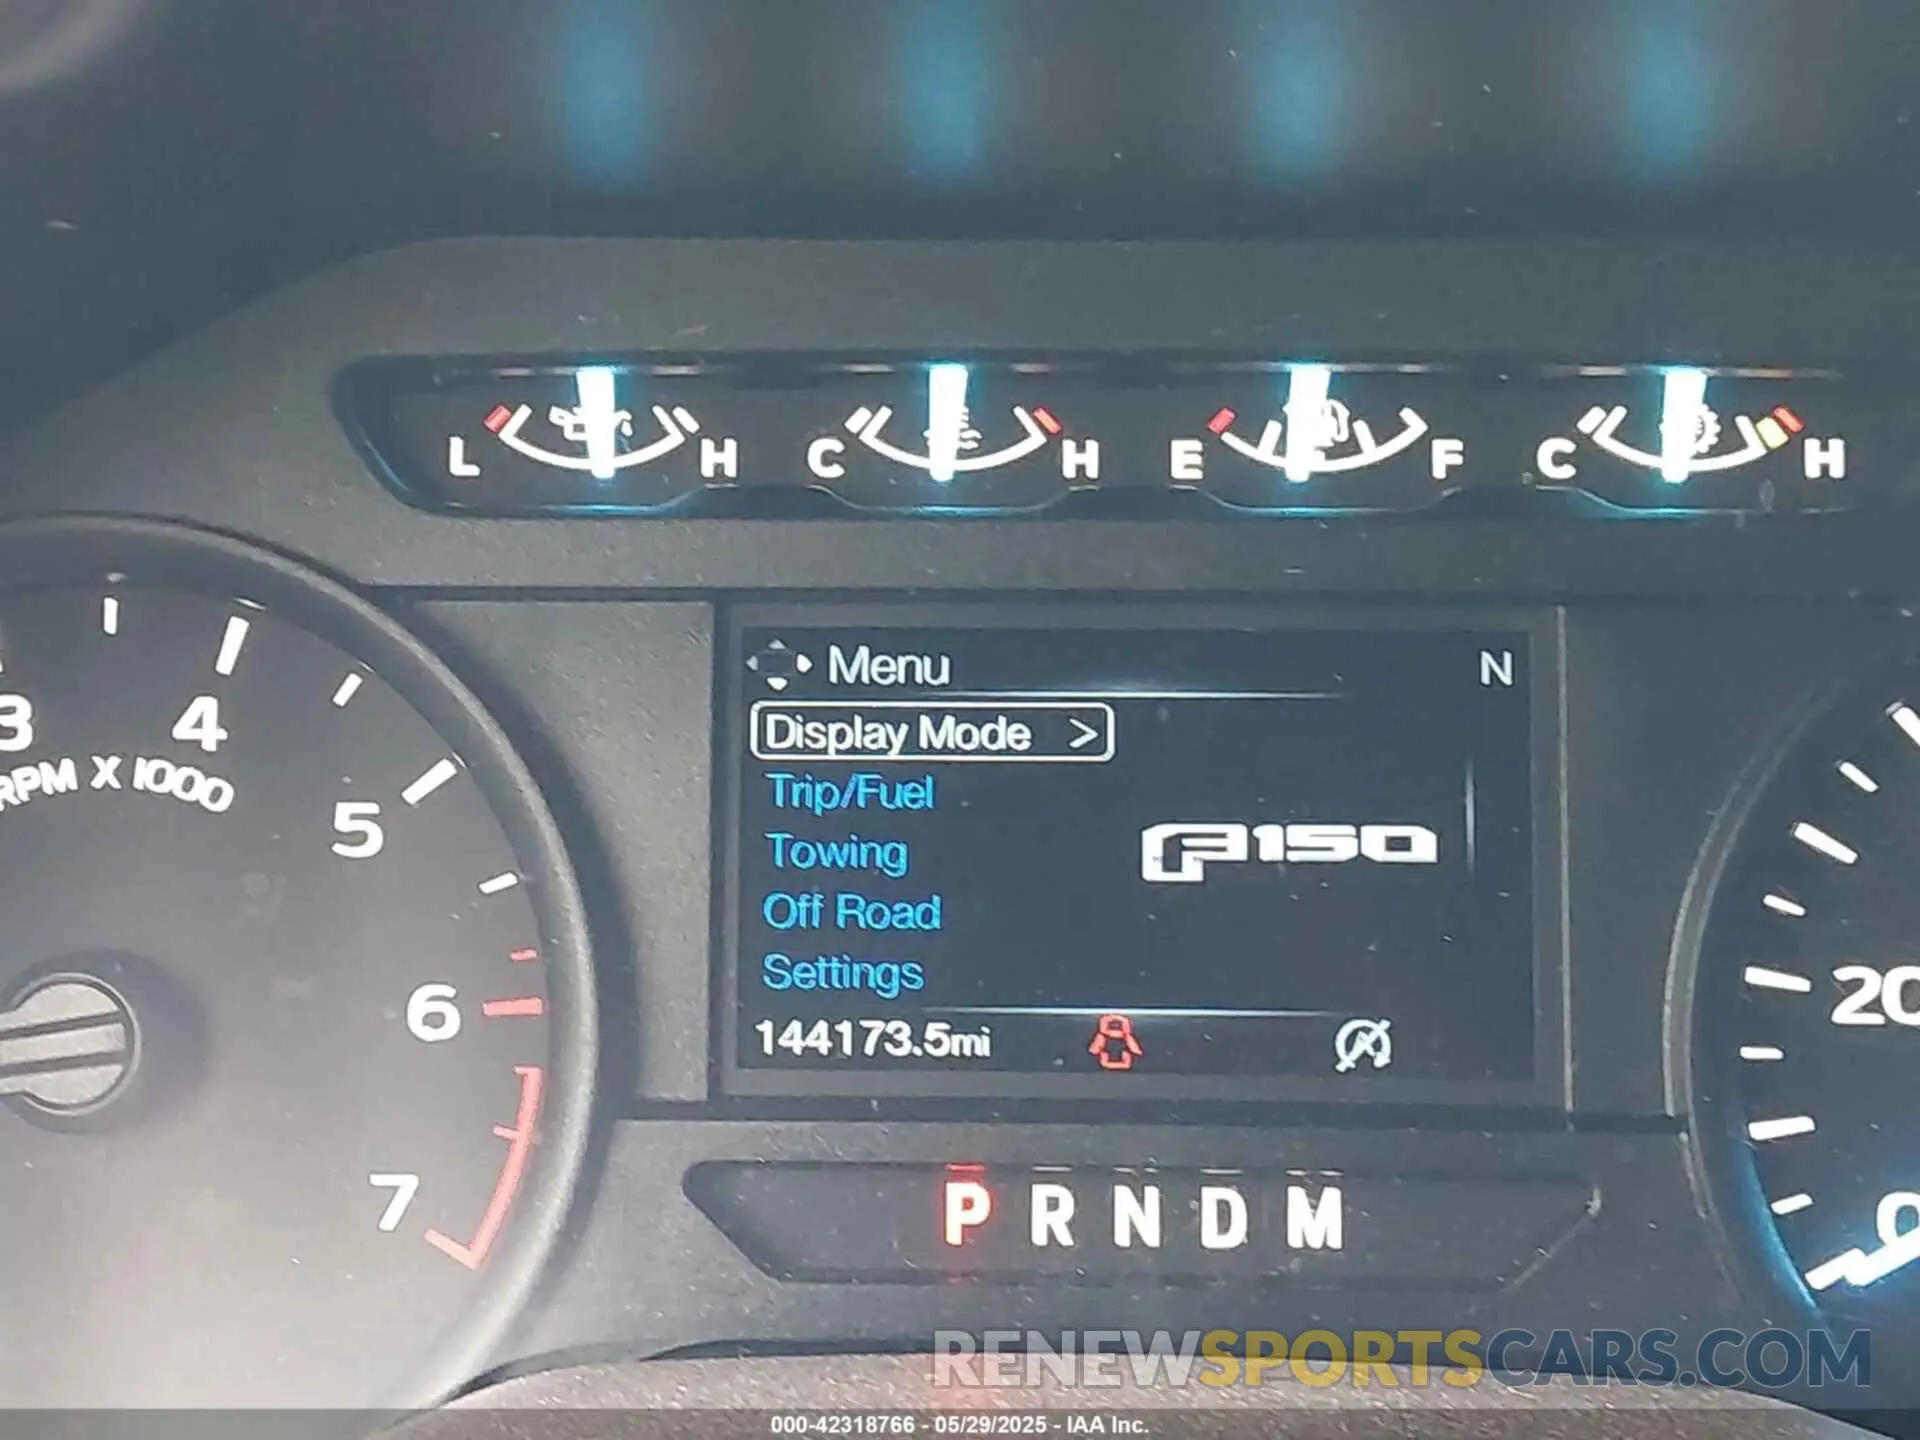 L H C H E F C H
3 4 5 6 7
RPM X 1000
Menu N
Display Mode >
Trip/Fuel
Towing
F150
Off Road
Settings
144173.5mi
20
0
P R N D M
RENEWSPORTSCARS.COM
000-42318766 - 05/29/2025 - IAA Inc.